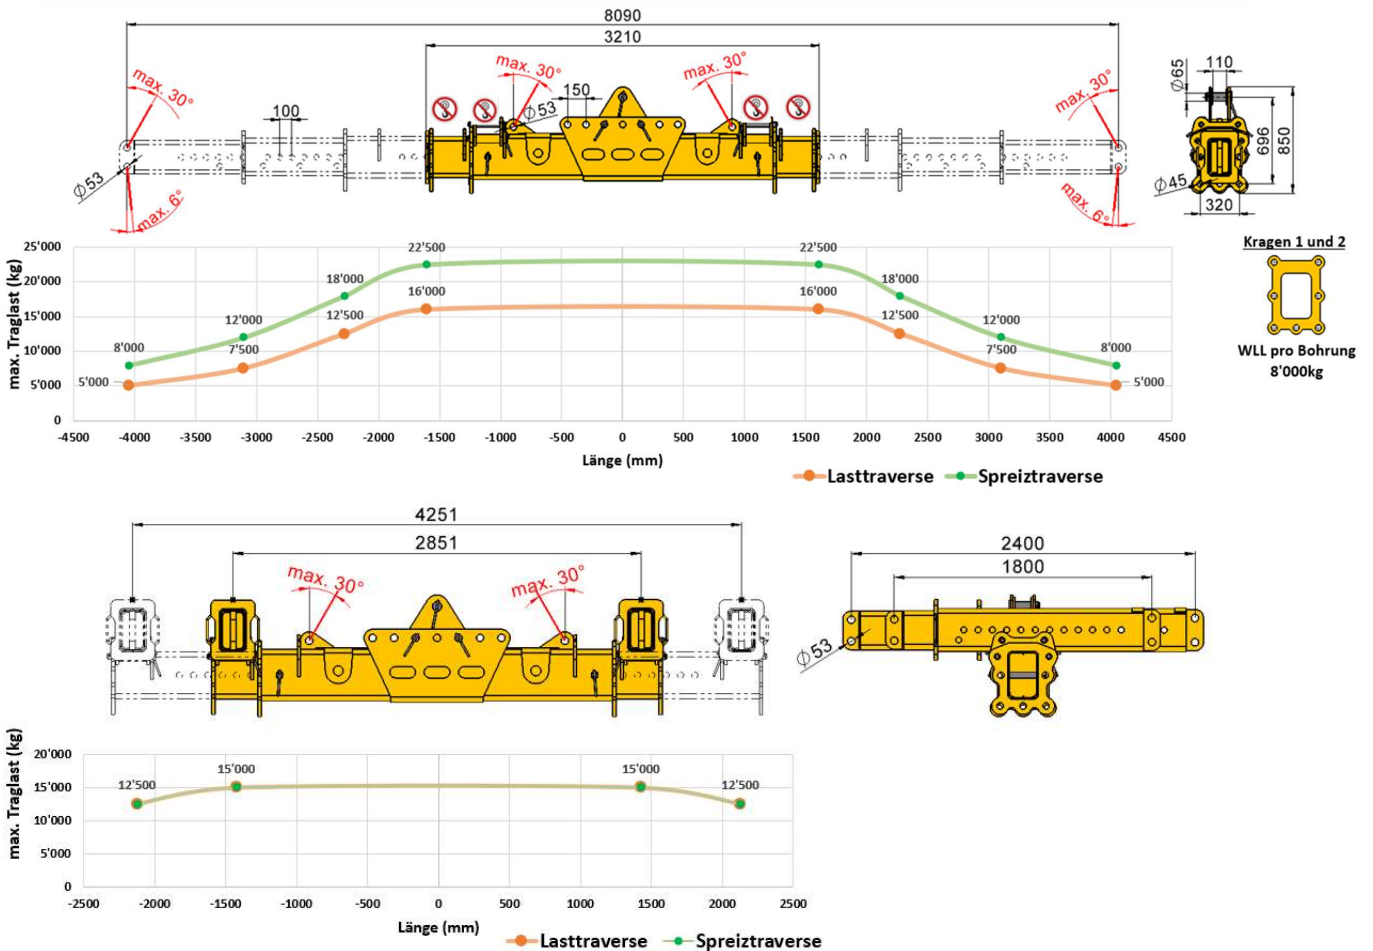 8090
3210
max. 30°
max. 30°
max. 30°
max. 30°
150
Ø53
100
Ø53
max. 6°
max. 6°
Ø65
110
696
850
Ø45
320
Kragen 1 und 2
WLL pro Bohrung
8'000kg
max. Traglast (kg)
25'000
20'000
15'000
10'000
5'000
0
22'500
22'500
18'000
18'000
16'000
16'000
12'000
12'500
12'500
12'000
8'000
7'500
7'500
8'000
5'000
5'000
-4500 -4000 -3500 -3000 -2500 -2000 -1500 -1000 -500 0 500 1000 1500 2000 2500 3000 3500 4000 4500
Länge (mm)
Lasttraverse Spreiztraverse
4251
2851
max. 30°
max. 30°
2400
1800
Ø53
max. Traglast (kg)
20'000
15'000
10'000
5'000
0
12'500
15'000
15'000
12'500
-2500 -2000 -1500 -1000 -500 0 500 1000 1500 2000 2500
Länge (mm)
Lasttraverse Spreiztraverse